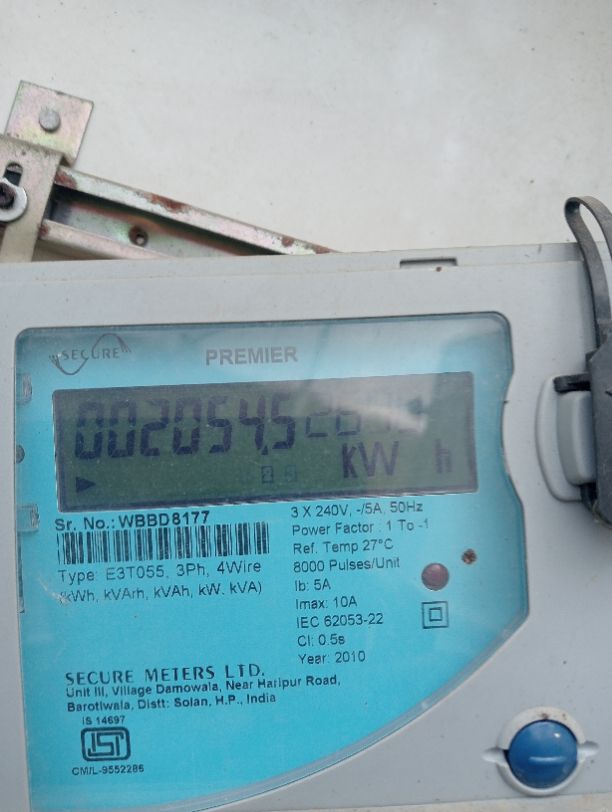 SECURE
PREMIER
002054.5
kW h
Sr. No.: WBBD8177
Type: E3T055, 3Ph, 4Wire
(kWh, kVArh, kVAh, kW. kVA)
3 X 240V, -/5A, 50Hz
Power Factor : 1 To -1
Ref. Temp 27°C
8000 Pulses/Unit
Ib: 5A
Imax: 10A
IEC 62053-22
Cl: 0.5s
Year: 2010
SECURE METERS LTD.
Unit III, Village Damowala, Near Haripur Road,
Barotiwala, Distt: Solan, H.P., India
IS 14697
CM/L-9552286